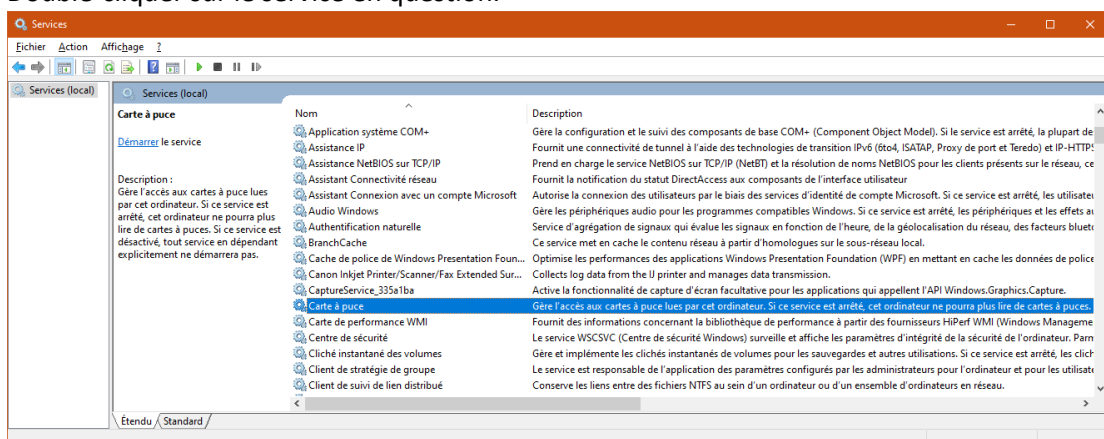 Double-cliquer sur le service en question.
Services
Fichier Action Affichage ?
Services (local)
Services (local)
Carte à puce
Démarrer le service
Description :
Gère l'accès aux cartes à puce lues
par cet ordinateur. Si ce service est
arrêté, cet ordinateur ne pourra plus
lire de cartes à puces. Si ce service est
désactivé, tout service en dépendant
explicitement ne démarrera pas.
Nom Description
Application système COM+ Gère la configuration et le suivi des composants de base COM+ (Component Object Model). Si le service est arrêté, la plupart de
Assistance IP Fournit une connectivité de tunnel à l'aide des technologies de transition IPv6 (6to4, ISATAP, Proxy de port et Teredo) et IP-HTTPS
Assistance NetBIOS sur TCP/IP Prend en charge le service NetBIOS sur TCP/IP (NetBT) et la résolution de noms NetBIOS pour les clients présents sur le réseau, ce
Assistant Connectivité réseau Fournit la notification du statut DirectAccess aux composants de l'interface utilisateur
Assistant Connexion avec un compte Microsoft Autorise la connexion des utilisateurs par le biais des services d'identité de compte Microsoft. Si ce service est arrêté, les utilisateu
Audio Windows Gère les périphériques audio pour les programmes compatibles Windows. Si ce service est arrêté, les périphériques et les effets au
Authentification naturelle Service d'agrégation de signaux qui évalue les signaux en fonction de l'heure, de la géolocalisation du réseau, des facteurs blueto
BranchCache Ce service met en cache le contenu réseau à partir d'homologues sur le sous-réseau local.
Cache de police de Windows Presentation Foun... Optimise les performances des applications Windows Presentation Foundation (WPF) en mettant en cache les données de police
Canon Inkjet Printer/Scanner/Fax Extended Sur... Collects log data from the IJ printer and manages data transmission.
CaptureService_335a1ba Active la fonctionnalité de capture d'écran facultative pour les applications qui appellent l'API Windows.Graphics.Capture.
Carte à puce Gère l'accès aux cartes à puce lues par cet ordinateur. Si ce service est arrêté, cet ordinateur ne pourra plus lire de cartes à puces.
Carte de performance WMI Fournit des informations concernant la bibliothèque de performance à partir des fournisseurs HiPerf WMI (Windows Manageme
Centre de sécurité Le service WSCSVC (Centre de sécurité Windows) surveille et affiche les paramètres d'intégrité de la sécurité de l'ordinateur. Parm
Cliché instantané des volumes Gère et implémente les clichés instantanés de volumes pour les sauvegardes et autres utilisations. Si ce service est arrêté, les clich
Client de stratégie de groupe Le service est responsable de l'application des paramètres configurés par les administrateurs pour l'ordinateur et pour les utilisate
Client de suivi de lien distribué Conserve les liens entre des fichiers NTFS au sein d'un ordinateur ou d'un ensemble d'ordinateurs en réseau.
Étendu Standard